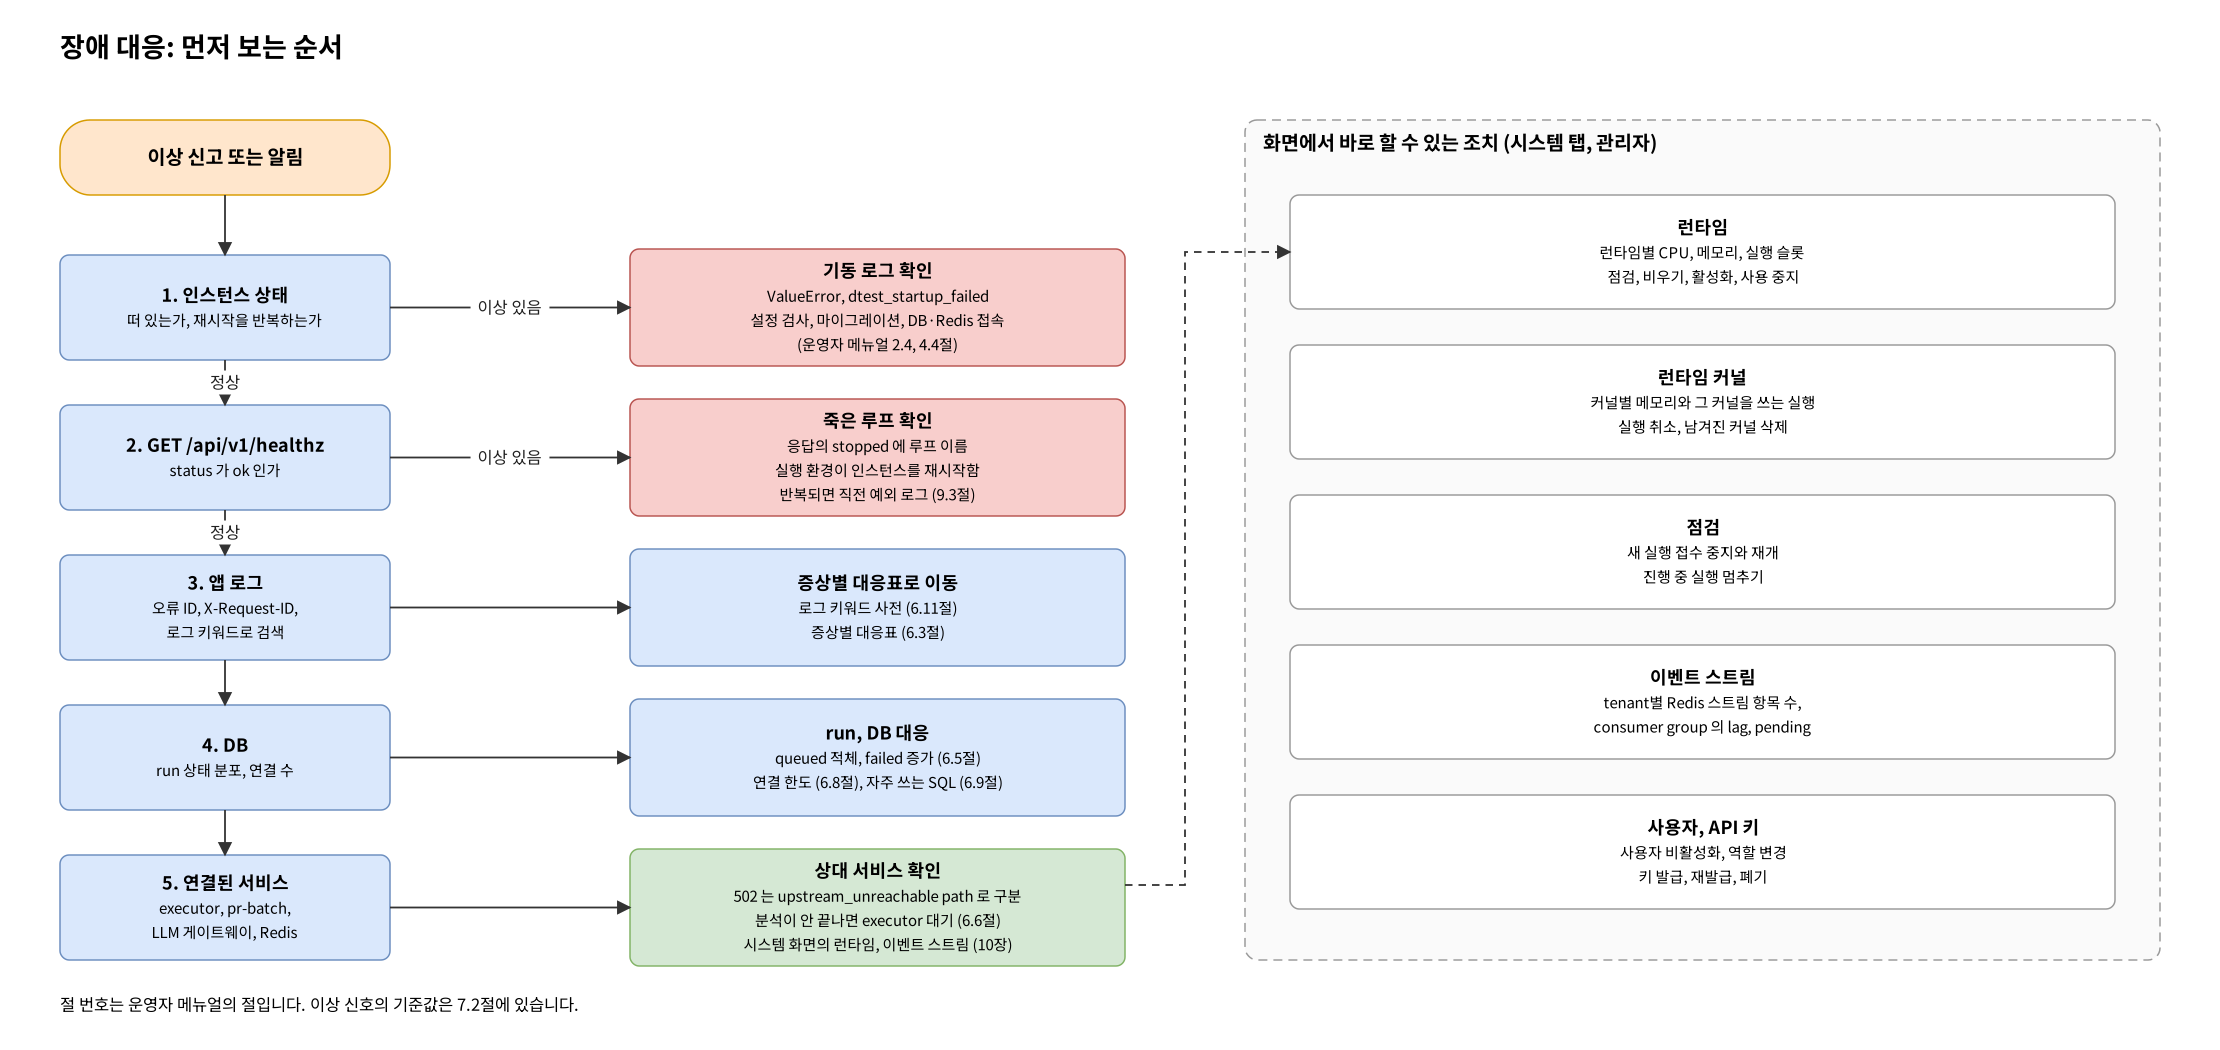 장애 대응: 먼저 보는 순서
이상 신고 또는 알림
1. 인스턴스 상태
떠 있는가, 재시작을 반복하는가
이상 있음
기동 로그 확인
ValueError, dtest_startup_failed
설정 검사, 마이그레이션, DB·Redis 접속
(운영자 메뉴얼 2.4, 4.4절)
정상
2. GET /api/v1/healthz
status 가 ok 인가
이상 있음
죽은 루프 확인
응답의 stopped 에 루프 이름
실행 환경이 인스턴스를 재시작함
반복되면 직전 예외 로그 (9.3절)
정상
3. 앱 로그
오류 ID, X-Request-ID,
로그 키워드로 검색
증상별 대응표로 이동
로그 키워드 사전 (6.11절)
증상별 대응표 (6.3절)
4. DB
run 상태 분포, 연결 수
run, DB 대응
queued 적체, failed 증가 (6.5절)
연결 한도 (6.8절), 자주 쓰는 SQL (6.9절)
5. 연결된 서비스
executor, pr-batch,
LLM 게이트웨이, Redis
상대 서비스 확인
502 는 upstream_unreachable path 로 구분
분석이 안 끝나면 executor 대기 (6.6절)
시스템 화면의 런타임, 이벤트 스트림 (10장)
화면에서 바로 할 수 있는 조치 (시스템 탭, 관리자)
런타임
런타임별 CPU, 메모리, 실행 슬롯
점검, 비우기, 활성화, 사용 중지
런타임 커널
커널별 메모리와 그 커널을 쓰는 실행
실행 취소, 남겨진 커널 삭제
점검
새 실행 접수 중지와 재개
진행 중 실행 멈추기
이벤트 스트림
tenant별 Redis 스트림 항목 수,
consumer group 의 lag, pending
사용자, API 키
사용자 비활성화, 역할 변경
키 발급, 재발급, 폐기
절 번호는 운영자 메뉴얼의 절입니다. 이상 신호의 기준값은 7.2절에 있습니다.